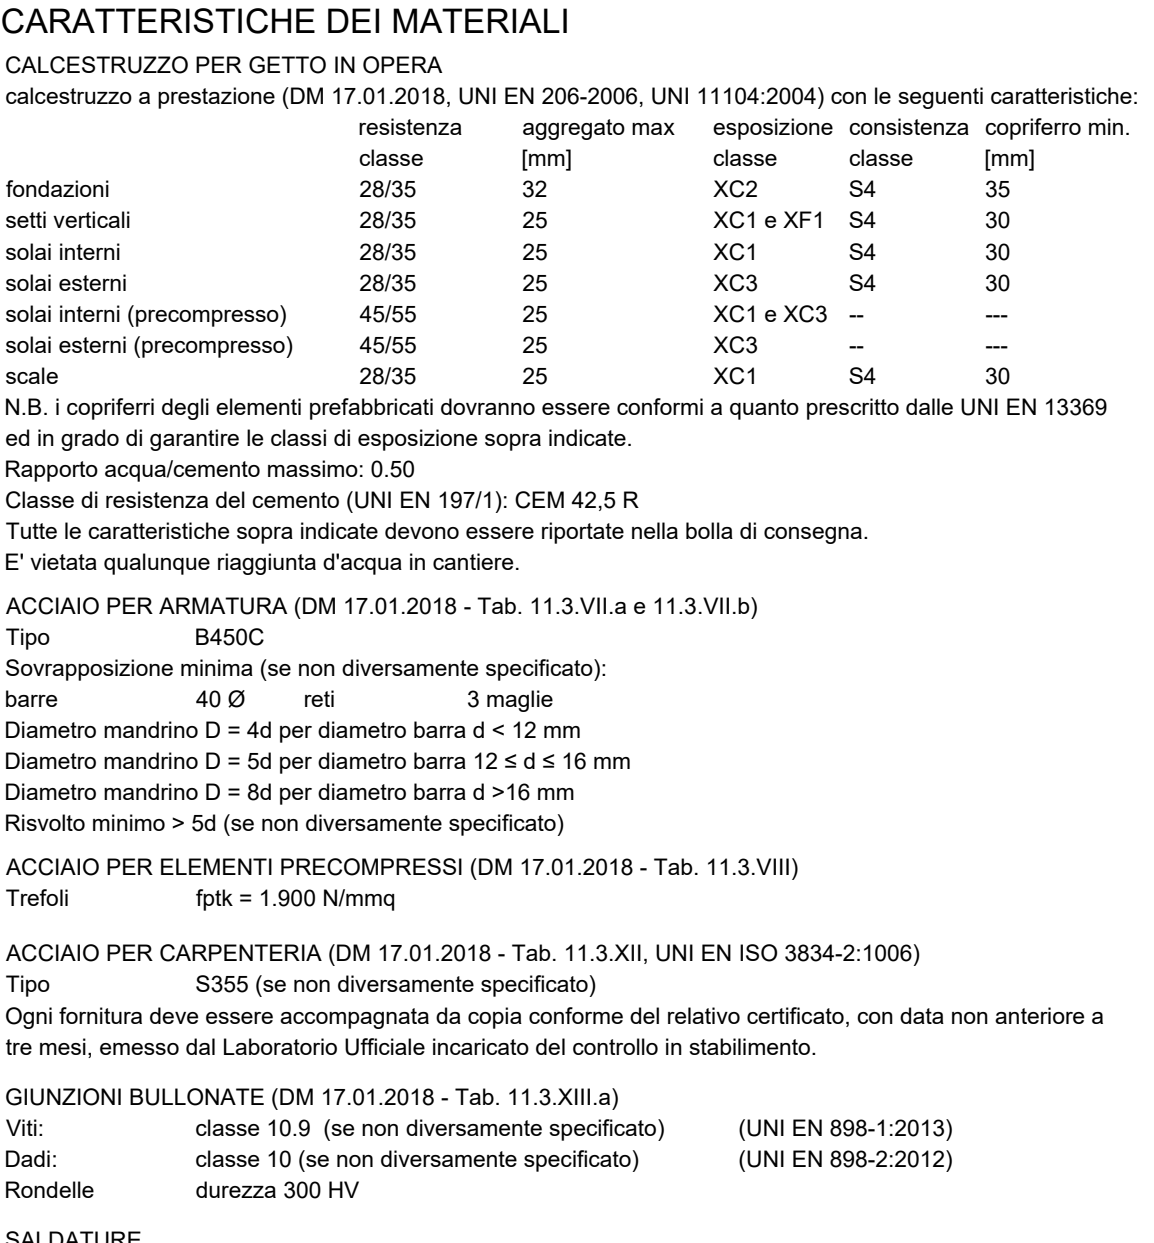 CARATTERISTICHE DEI MATERIALI
CALCESTRUZZO PER GETTO IN OPERA
calcestruzzo a prestazione (DM 17.01.2018, UNI EN 206-2006, UNI 11104:2004) con le seguenti caratteristiche:
resistenza aggregato max esposizione consistenza copriferro min.
classe [mm] classe classe [mm]
fondazioni 28/35 32 XC2 S4 35
setti verticali 28/35 25 XC1 e XF1 S4 30
solai interni 28/35 25 XC1 S4 30
solai esterni 28/35 25 XC3 S4 30
solai interni (precompresso) 45/55 25 XC1 e XC3 -- ---
solai esterni (precompresso) 45/55 25 XC3 -- ---
scale 28/35 25 XC1 S4 30
N.B. i copriferri degli elementi prefabbricati dovranno essere conformi a quanto prescritto dalle UNI EN 13369
ed in grado di garantire le classi di esposizione sopra indicate.
Rapporto acqua/cemento massimo: 0.50
Classe di resistenza del cemento (UNI EN 197/1): CEM 42,5 R
Tutte le caratteristiche sopra indicate devono essere riportate nella bolla di consegna.
E' vietata qualunque riaggiunta d'acqua in cantiere.
ACCIAIO PER ARMATURA (DM 17.01.2018 - Tab. 11.3.VII.a e 11.3.VII.b)
Tipo B450C
Sovrapposizione minima (se non diversamente specificato):
barre 40 Ø reti 3 maglie
Diametro mandrino D = 4d per diametro barra d < 12 mm
Diametro mandrino D = 5d per diametro barra 12 ≤ d ≤ 16 mm
Diametro mandrino D = 8d per diametro barra d >16 mm
Risvolto minimo > 5d (se non diversamente specificato)
ACCIAIO PER ELEMENTI PRECOMPRESSI (DM 17.01.2018 - Tab. 11.3.VIII)
Trefoli fptk = 1.900 N/mmq
ACCIAIO PER CARPENTERIA (DM 17.01.2018 - Tab. 11.3.XII, UNI EN ISO 3834-2:1006)
Tipo S355 (se non diversamente specificato)
Ogni fornitura deve essere accompagnata da copia conforme del relativo certificato, con data non anteriore a
tre mesi, emesso dal Laboratorio Ufficiale incaricato del controllo in stabilimento.
GIUNZIONI BULLONATE (DM 17.01.2018 - Tab. 11.3.XIII.a)
Viti: classe 10.9 (se non diversamente specificato) (UNI EN 898-1:2013)
Dadi: classe 10 (se non diversamente specificato) (UNI EN 898-2:2012)
Rondelle durezza 300 HV
SALDATURE